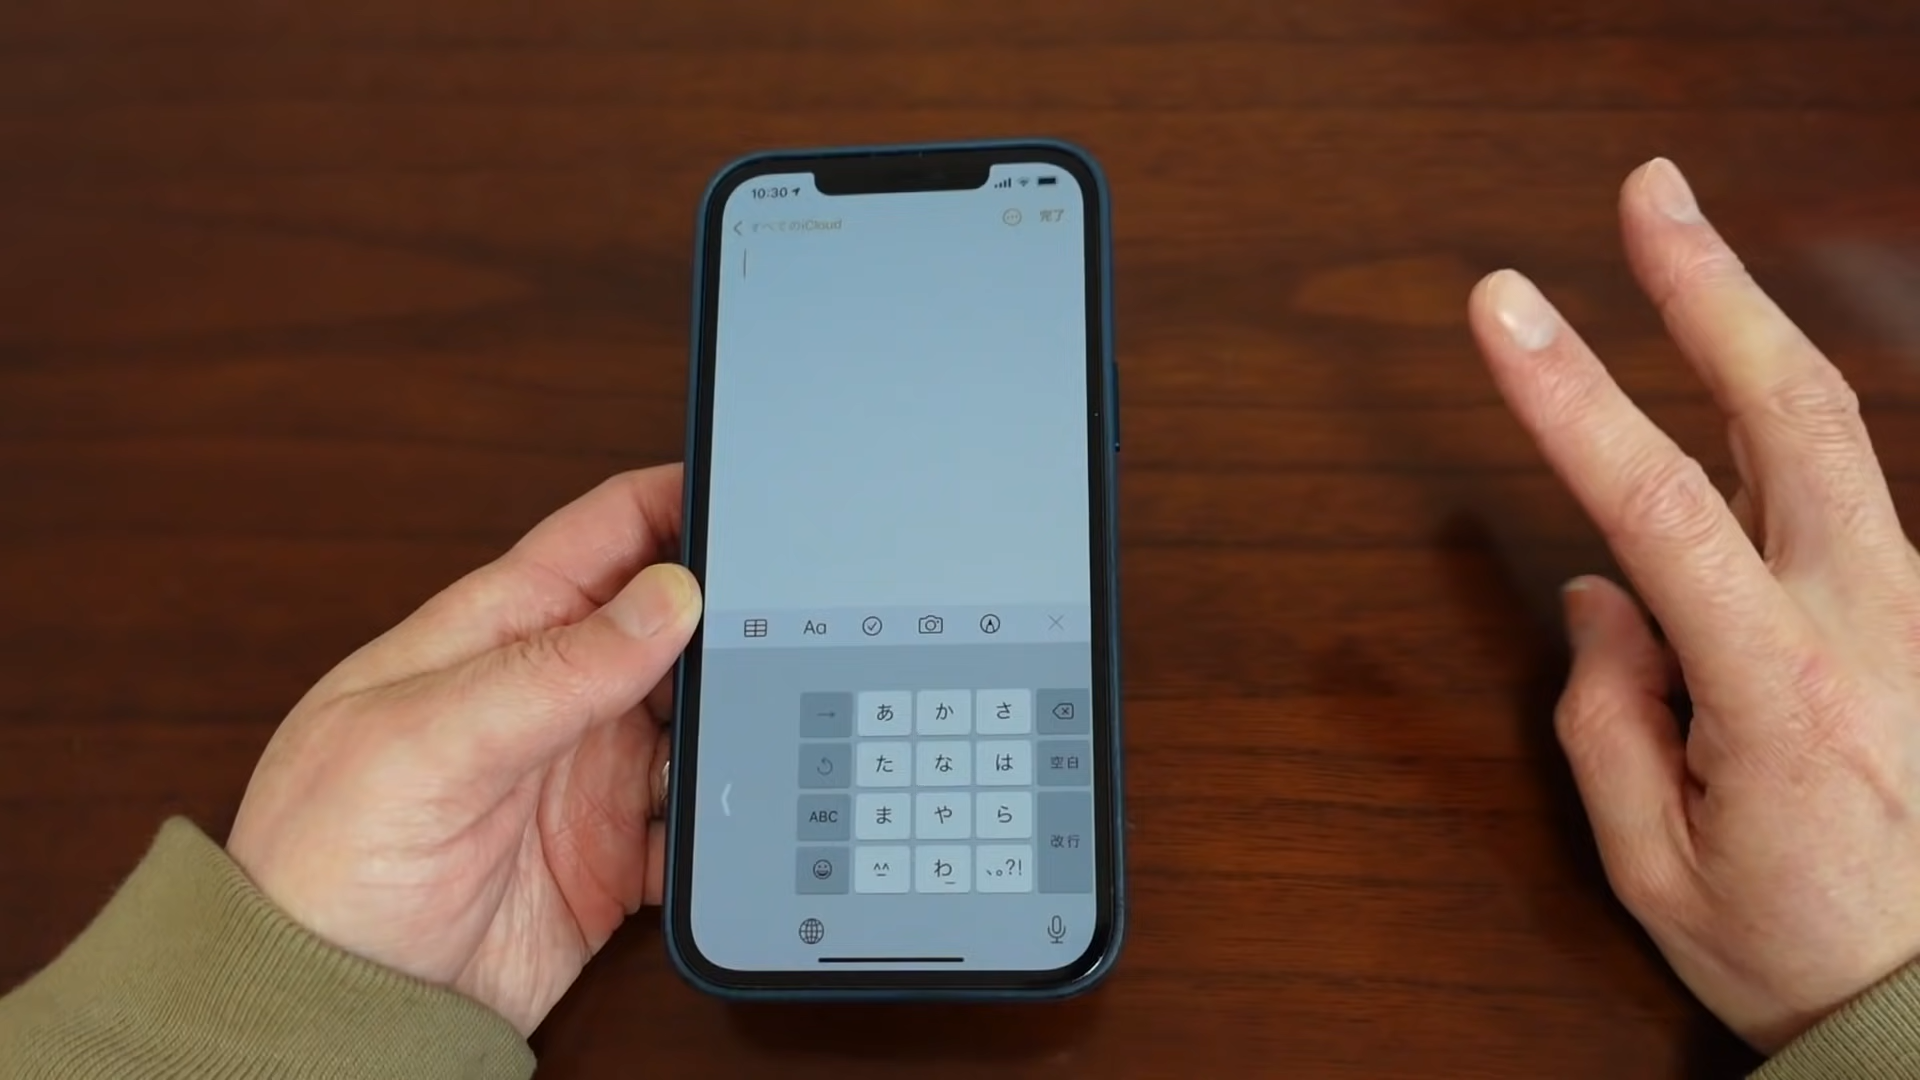 10:30
すべてのiCloud
完了
Aa
→ あ か さ
た な は 空白
ABC ま や ら
改行
^^ わ_ 、。?!